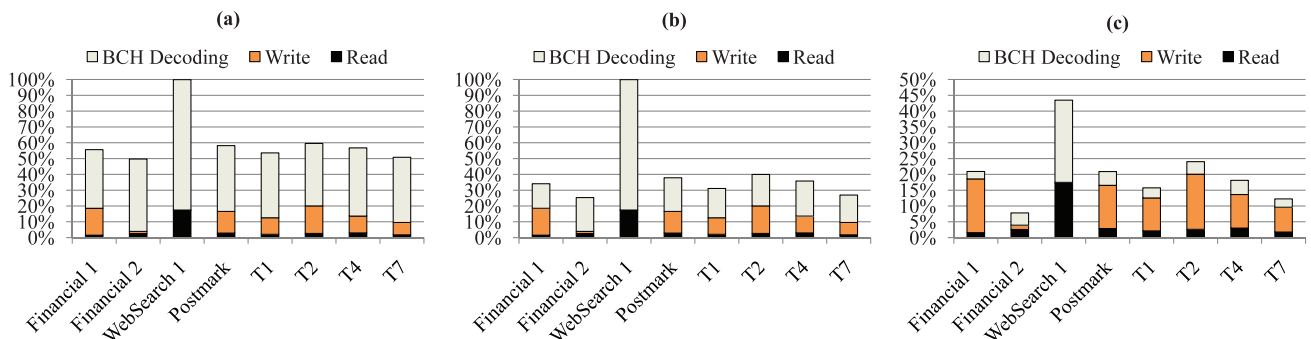 (a)
BCH Decoding Write Read
100%
90%
80%
70%
60%
50%
40%
30%
20%
10%
0%
Financial 1
Financial 2
WebSearch 1
Postmark
T1
T2
T4
T7
(b)
BCH Decoding Write Read
100%
90%
80%
70%
60%
50%
40%
30%
20%
10%
0%
Financial 1
Financial 2
WebSearch 1
Postmark
T1
T2
T4
T7
(c)
BCH Decoding Write Read
50%
45%
40%
35%
30%
25%
20%
15%
10%
5%
0%
Financial 1
Financial 2
WebSearch 1
Postmark
T1
T2
T4
T7